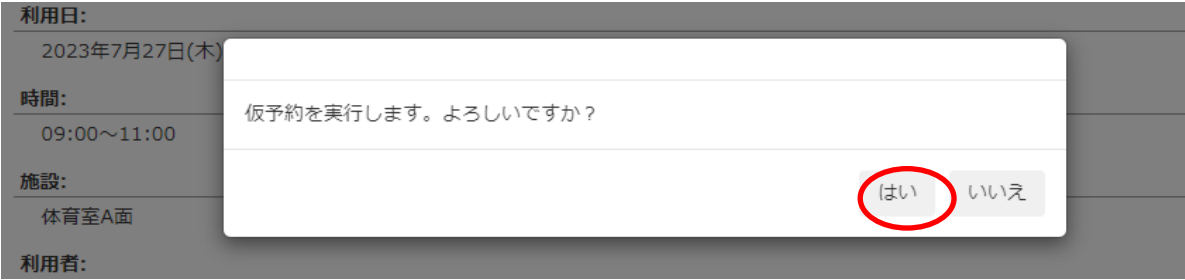 利用日:
2023年7月27日(木)
時間:
仮予約を実行します。よろしいですか？
09:00～11:00
施設:
はい いいえ
体育室A面
利用者: